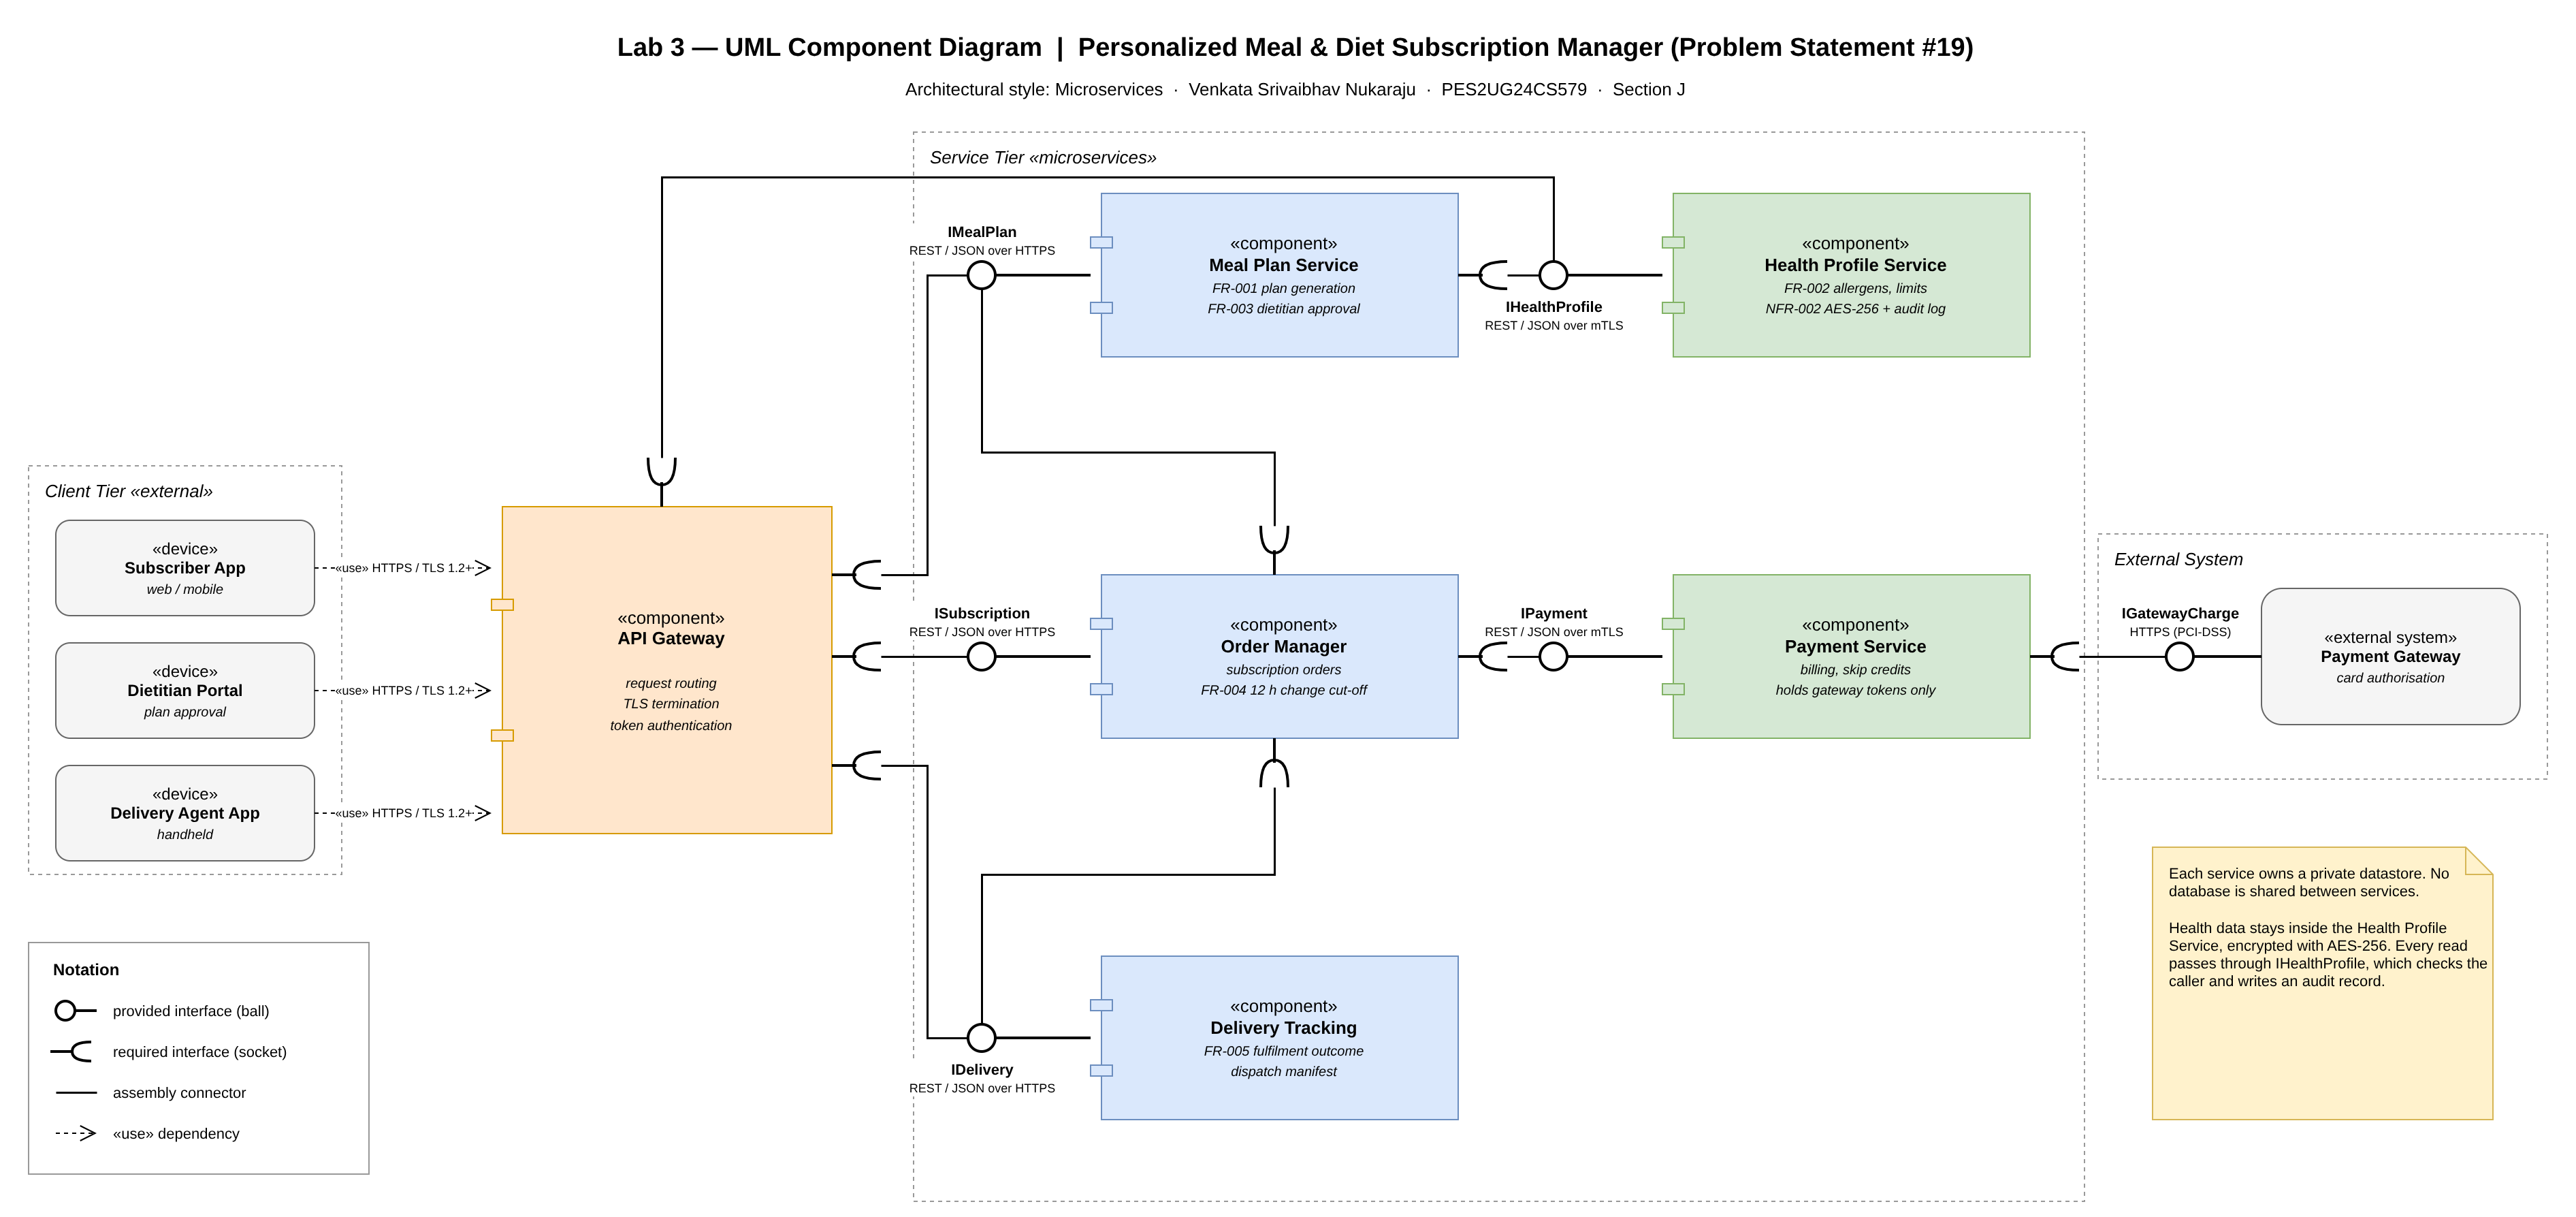 Lab 3 — UML Component Diagram | Personalized Meal & Diet Subscription Manager (Problem Statement #19)
Architectural style: Microservices · Venkata Srivaibhav Nukaraju · PES2UG24CS579 · Section J
Service Tier «microservices»
IMealPlan
REST / JSON over HTTPS
«component»
Meal Plan Service
FR-001 plan generation
FR-003 dietitian approval
IHealthProfile
REST / JSON over mTLS
«component»
Health Profile Service
FR-002 allergens, limits
NFR-002 AES-256 + audit log
Client Tier «external»
«device»
Subscriber App
web / mobile
«use» HTTPS / TLS 1.2+
«device»
Dietitian Portal
plan approval
«use» HTTPS / TLS 1.2+
«device»
Delivery Agent App
handheld
«use» HTTPS / TLS 1.2+
«component»
API Gateway
request routing
TLS termination
token authentication
ISubscription
REST / JSON over HTTPS
«component»
Order Manager
subscription orders
FR-004 12 h change cut-off
IPayment
REST / JSON over mTLS
«component»
Payment Service
billing, skip credits
holds gateway tokens only
External System
IGatewayCharge
HTTPS (PCI-DSS)
«external system»
Payment Gateway
card authorisation
IDelivery
REST / JSON over HTTPS
«component»
Delivery Tracking
FR-005 fulfilment outcome
dispatch manifest
Each service owns a private datastore. No
database is shared between services.
Health data stays inside the Health Profile
Service, encrypted with AES-256. Every read
passes through IHealthProfile, which checks the
caller and writes an audit record.
Notation
provided interface (ball)
required interface (socket)
assembly connector
«use» dependency